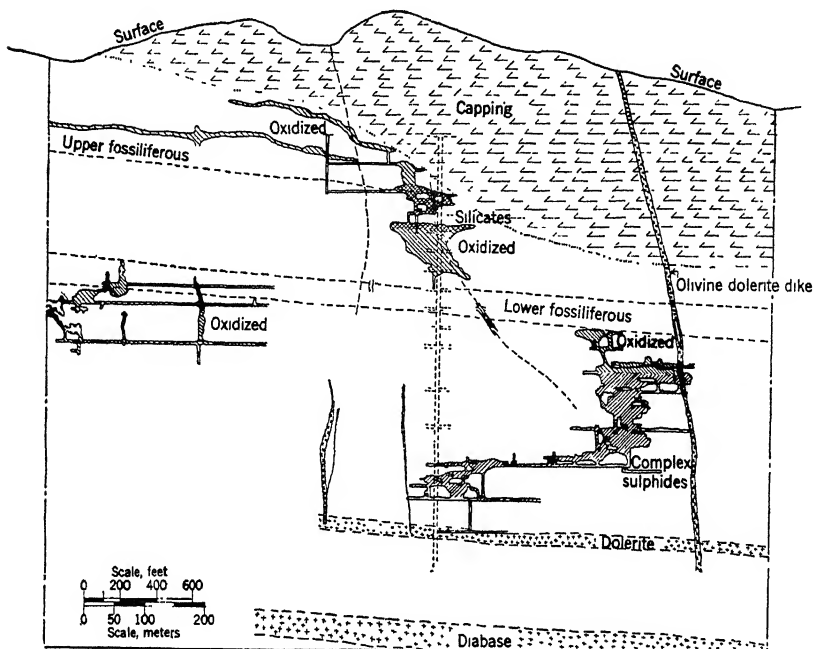 Surface
Surface
Capping
Oxidized
Upper fossiliferous
Silicates
Oxidized
Olivine dolerite dike
Lower fossiliferous
Oxidized
Oxidized
Complex
sulphides
Dolerite
Scale, feet
0 200 400 600
0 50 100 200
Scale, meters
Diabase